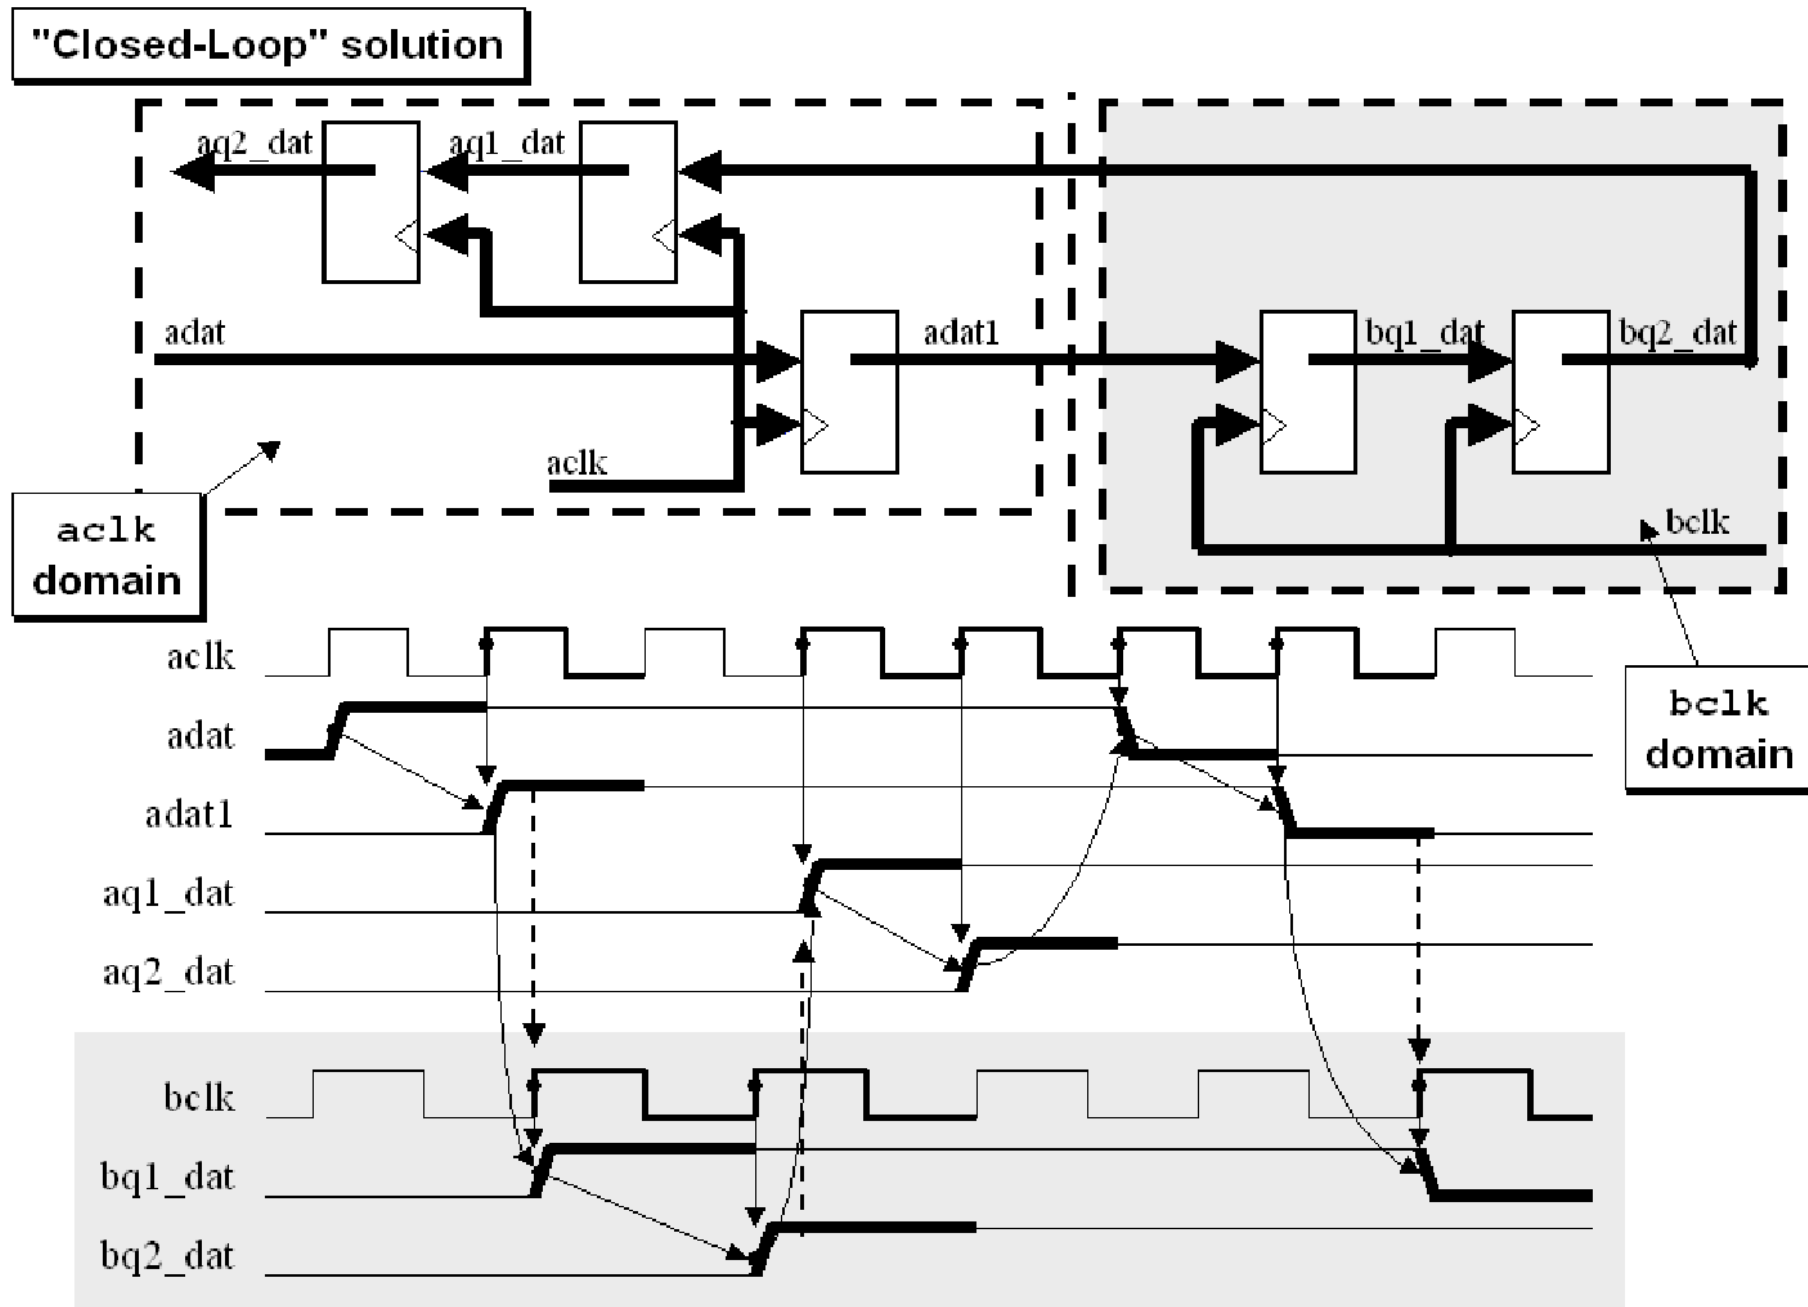 "Closed-Loop" solution
aq2_dat
aq1_dat
adat
adat1
bq1_dat
bq2_dat
aclk
bclk
aclk
domain
aclk
adat
adat1
aq1_dat
aq2_dat
bclk
domain
bclk
bq1_dat
bq2_dat